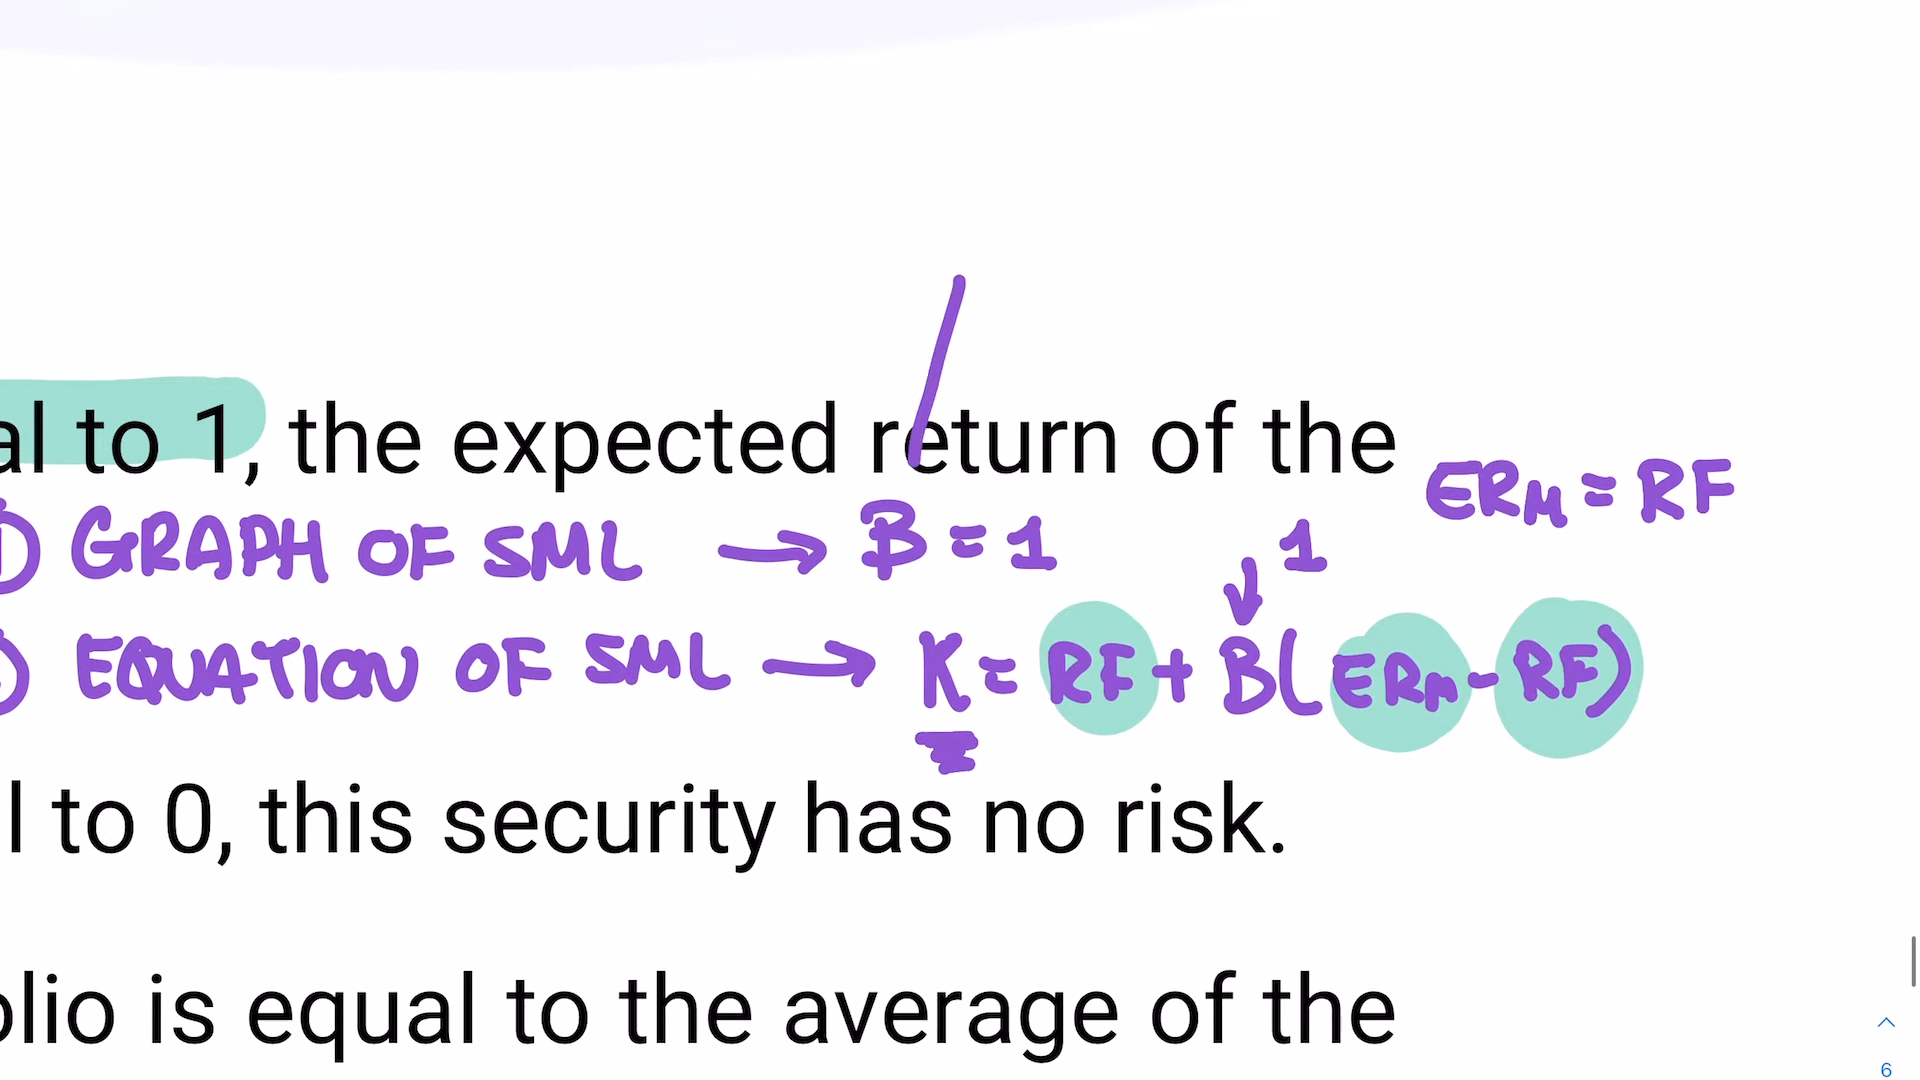 al to 1, the expected return of the
ERM = RF
1) GRAPH OF SML → B = 1
1
EQUATION OF SML → K = RF + B(ERM - RF)
l to 0, this security has no risk.
olio is equal to the average of the
6